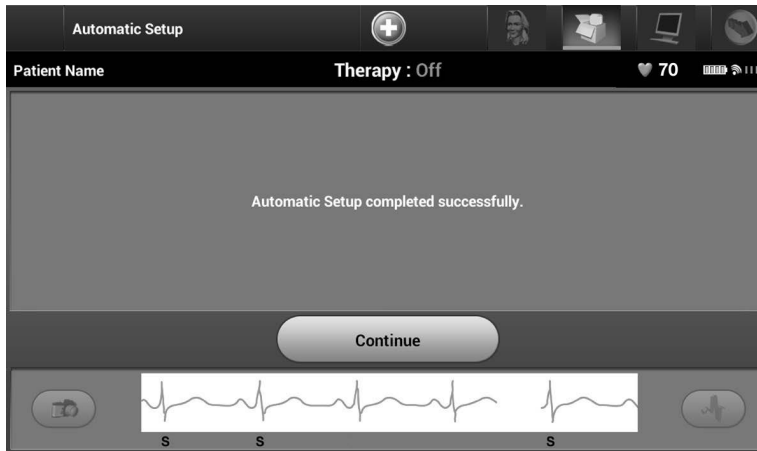 Automatic Setup
Patient Name
Therapy : Off
70
Automatic Setup completed successfully.
Continue
S S S